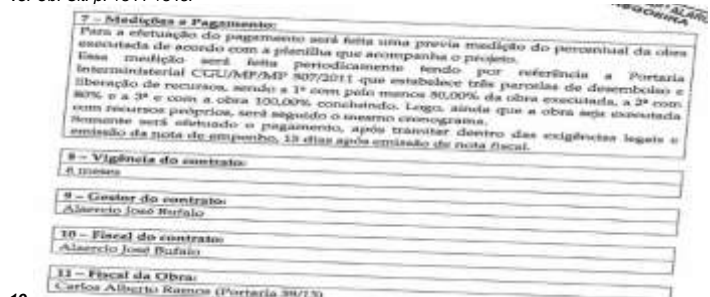 7 – Medições e Pagamento:
Para a efetuação do pagamento será feita uma previa medição do percentual da obra
executada de acordo com a planilha que acompanha o projeto.
Essa medição será feita periodicamente tendo por referência a Portaria
Interministerial CGU/MF/MP 507/2011 que estabelece três parcelas de desembolso e
liberação de recursos, sendo a 1ª com pelo menos 50,00% da obra executada, a 2ª com
80% e a 3ª e com a obra 100,00% concluindo. Logo, ainda que a obra seja executada
com recursos próprios, será seguido o mesmo cronograma.
Somente será efetuado o pagamento, após tramitar dentro das exigências legais e
emissão da nota de empenho, 15 dias após emissão de nota fiscal.
8 – Vigência do contrato:
6 meses
9 – Gestor do contrato:
Alaercio José Bufalo
10 – Fiscal do contrato:
Alaercio José Bufalo
11 – Fiscal da Obra:
Carlos Alberto Ramos (Portaria 39/13)